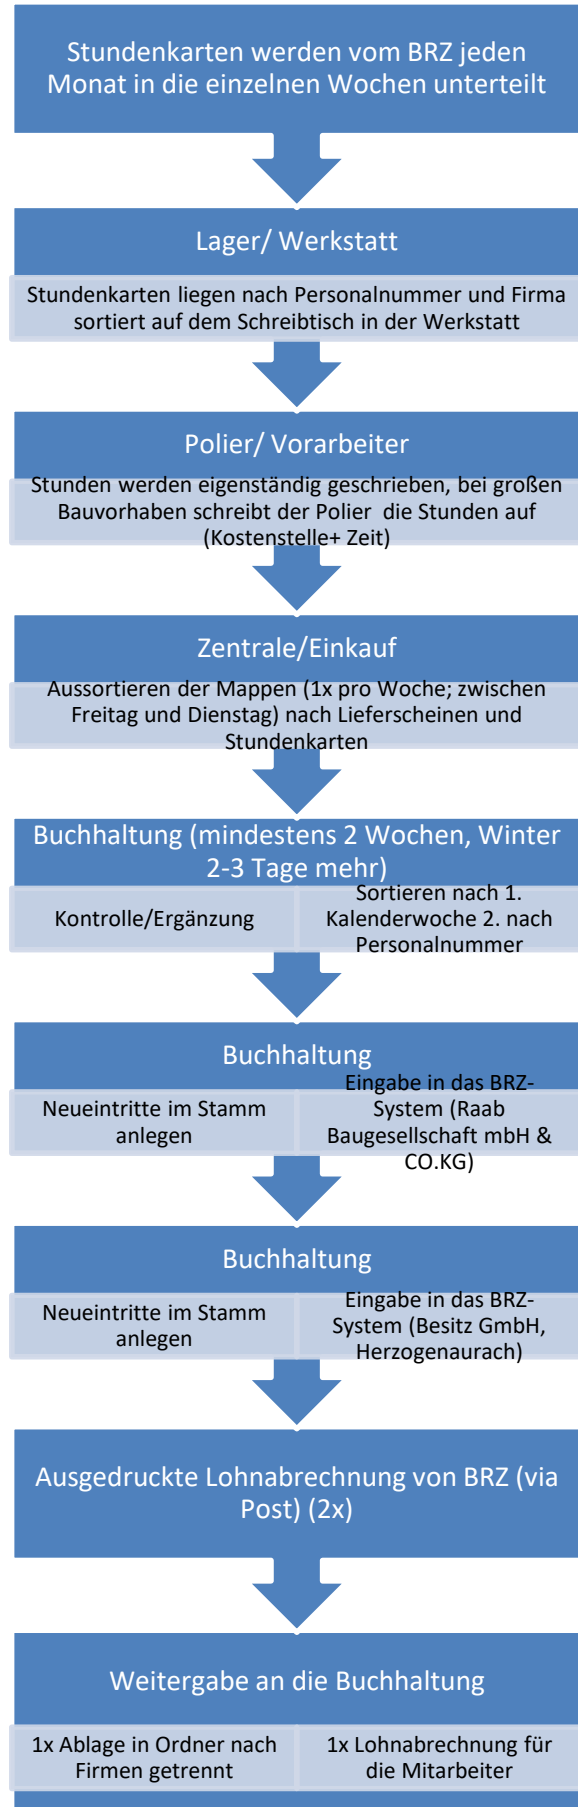 Stundenkarten werden vom BRZ jeden
Monat in die einzelnen Wochen unterteilt
Lager/ Werkstatt
Stundenkarten liegen nach Personalnummer und Firma
sortiert auf dem Schreibtisch in der Werkstatt
Polier/ Vorarbeiter
Stunden werden eigenständig geschrieben, bei großen
Bauvorhaben schreibt der Polier  die Stunden auf
(Kostenstelle+ Zeit)
Zentrale/Einkauf
Aussortieren der Mappen (1x pro Woche; zwischen
Freitag und Dienstag) nach Lieferscheinen und
Stundenkarten
Buchhaltung (mindestens 2 Wochen, Winter
2-3 Tage mehr)
Kontrolle/Ergänzung
Sortieren nach 1.
Kalenderwoche 2. nach
Personalnummer
Buchhaltung
Neueintritte im Stamm
anlegen
Eingabe in das BRZ-
System (Raab
Baugesellschaft mbH &
CO.KG)
Buchhaltung
Neueintritte im Stamm
anlegen
Eingabe in das BRZ-
System (Besitz GmbH,
Herzogenaurach)
Ausgedruckte Lohnabrechnung von BRZ (via
Post) (2x)
Weitergabe an die Buchhaltung
1x Ablage in Ordner nach
Firmen getrennt
1x Lohnabrechnung für
die Mitarbeiter